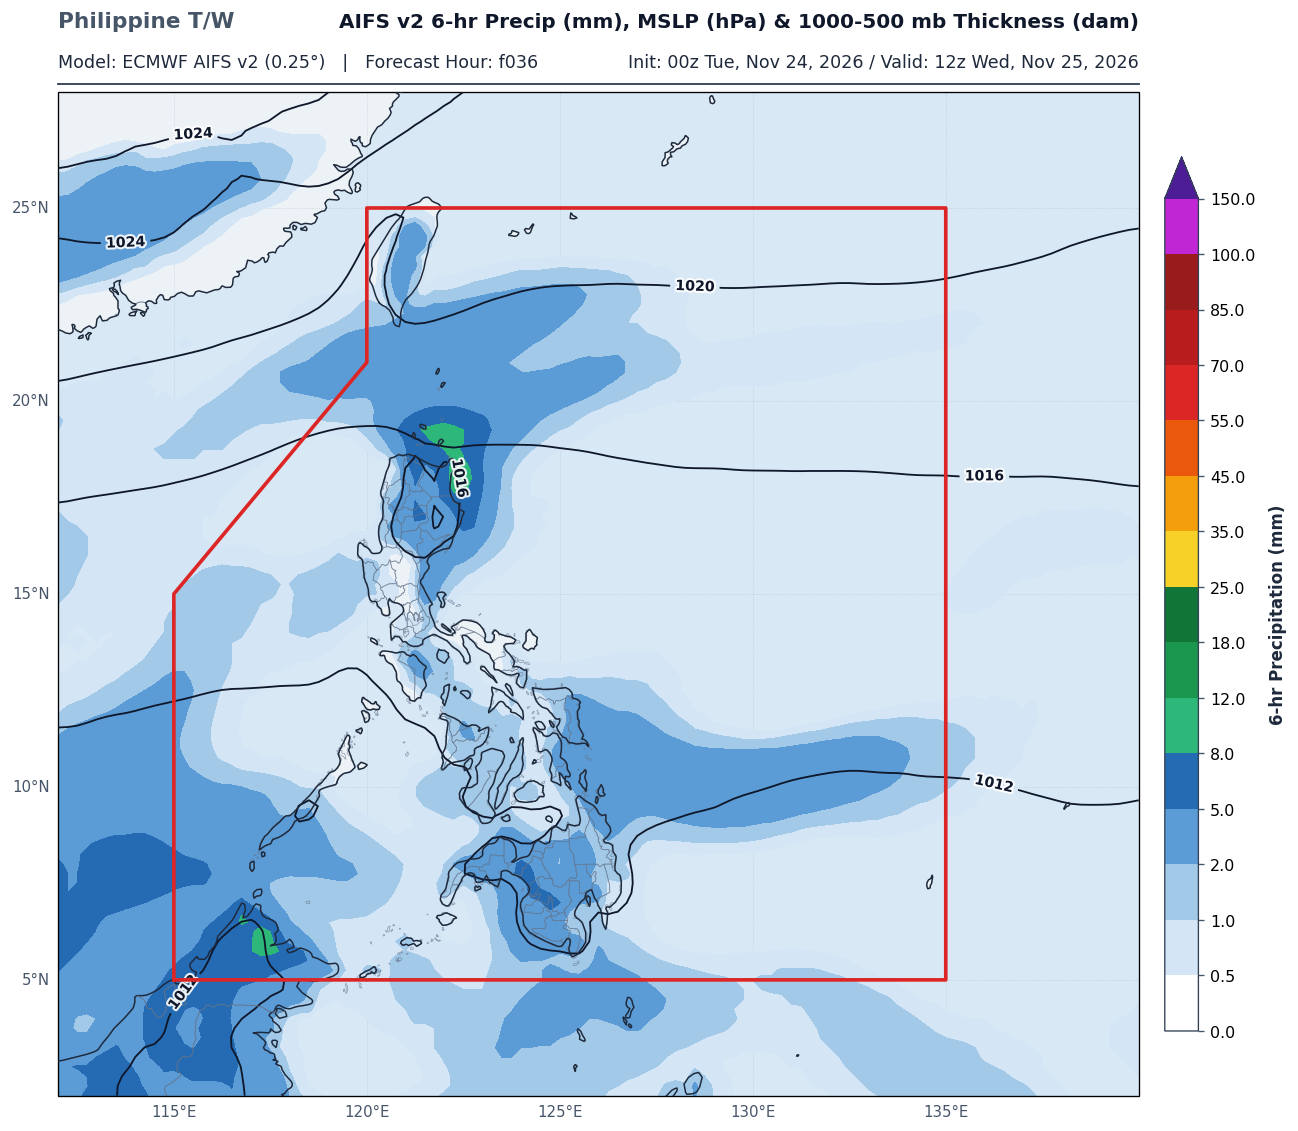 Philippine T/W
AIFS v2 6-hr Precip (mm), MSLP (hPa) & 1000-500 mb Thickness (dam)
Model: ECMWF AIFS v2 (0.25°) | Forecast Hour: f036
Init: 00z Tue, Nov 24, 2026 / Valid: 12z Wed, Nov 25, 2026
1024
1024
1020
1016
1016
1012
1012
25°N
20°N
15°N
10°N
5°N
115°E
120°E
125°E
130°E
135°E
150.0
100.0
85.0
70.0
55.0
45.0
35.0
25.0
18.0
12.0
8.0
5.0
2.0
1.0
0.5
0.0
6-hr Precipitation (mm)